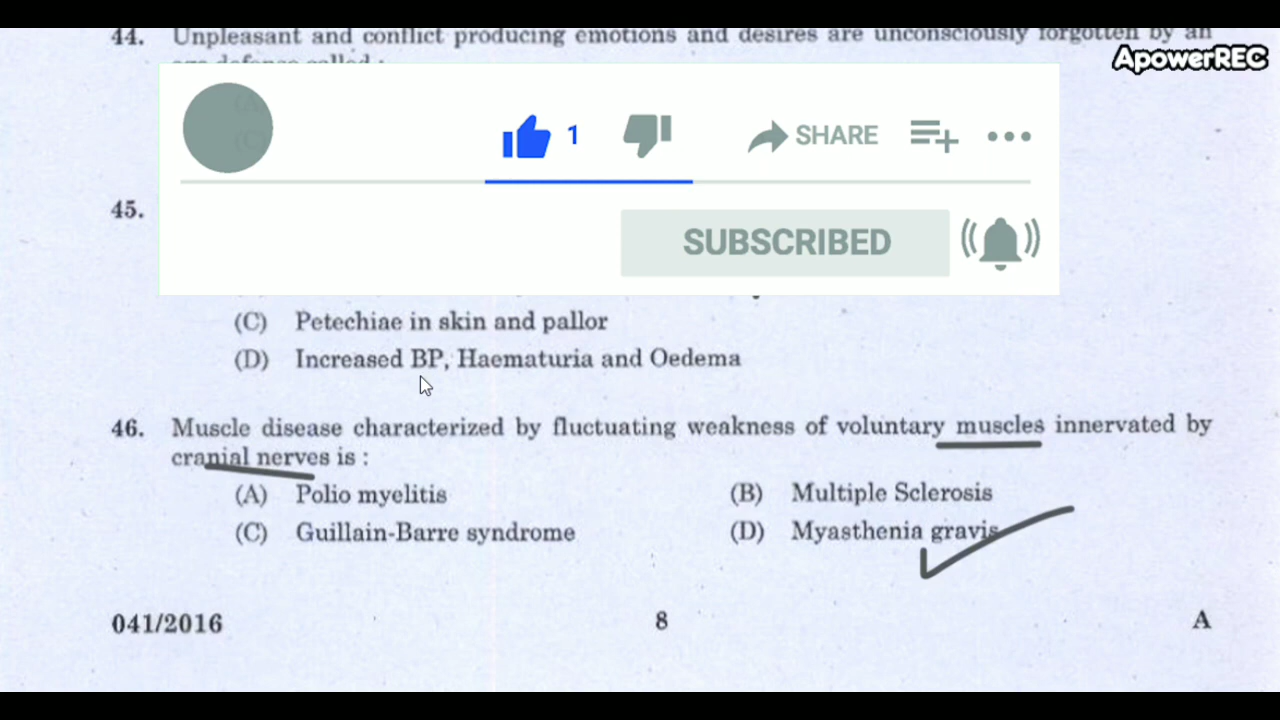 44. Unpleasant and conflict producing emotions and desires are unconsciously forgotten by an
ApowerREC
1
SHARE
45.
SUBSCRIBED
(C) Petechiae in skin and pallor
(D) Increased BP, Haematuria and Oedema
46. Muscle disease characterized by fluctuating weakness of voluntary muscles innervated by
cranial nerves is :
(A) Polio myelitis (B) Multiple Sclerosis
(C) Guillain-Barre syndrome (D) Myasthenia gravis
041/2016 8 A